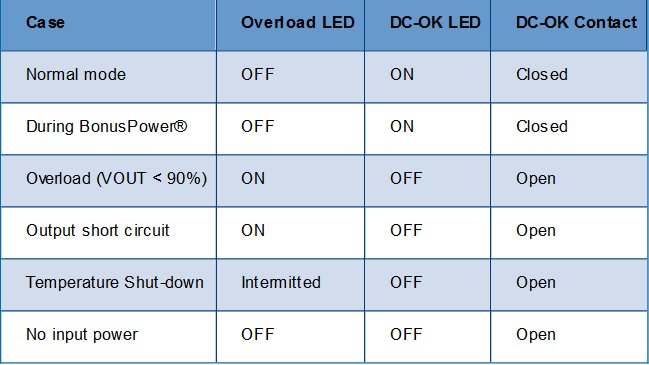 Case Overload LED DC-OK LED DC-OK Contact
Normal mode OFF ON Closed
During BonusPower® OFF ON Closed
Overload (VOUT < 90%) ON OFF Open
Output short circuit ON OFF Open
Temperature Shut-down Intermitted OFF Open
No input power OFF OFF Open